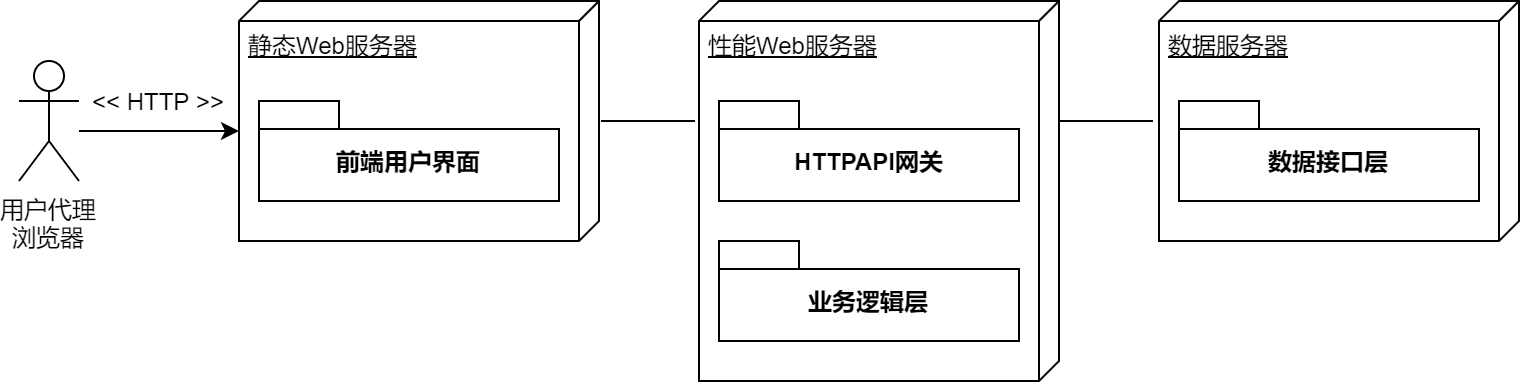 用户代理
浏览器
<< HTTP >>
静态Web服务器
前端用户界面
性能Web服务器
HTTPAPI网关
业务逻辑层
数据服务器
数据接口层